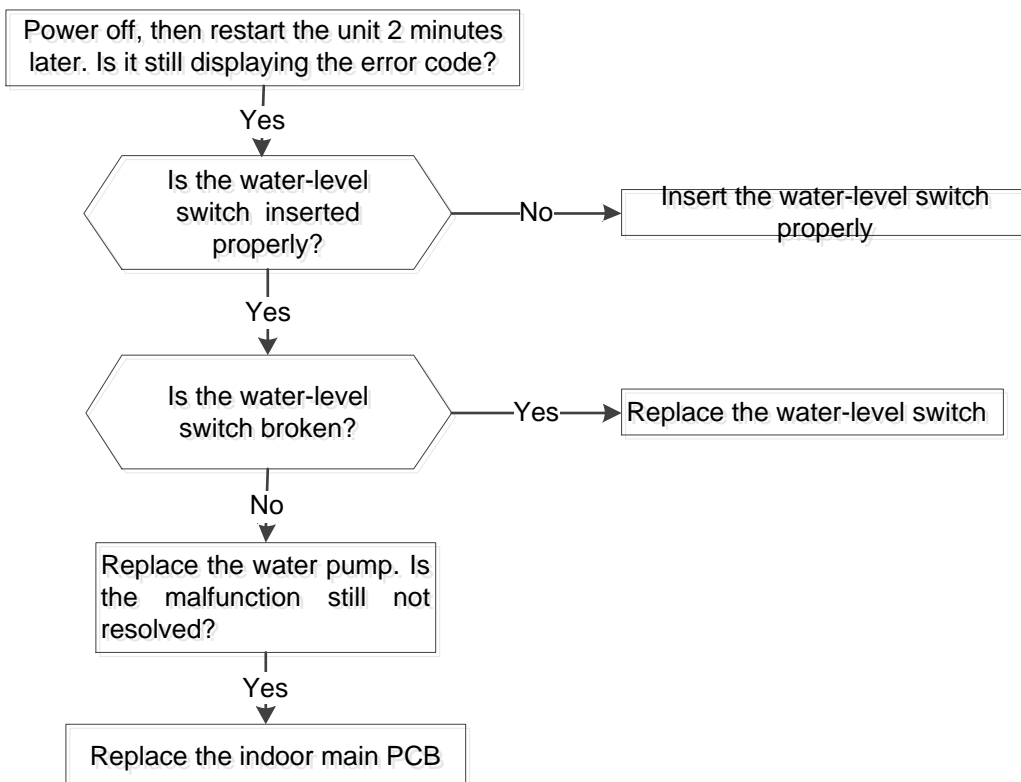 Power off, then restart the unit 2 minutes
later. Is it still displaying the error code?
Yes
Is the water-level
switch inserted
properly?
No
Insert the water-level switch
properly
Yes
Is the water-level
switch broken?
Yes
Replace the water-level switch
No
Replace the water pump. Is
the malfunction still not
resolved?
Yes
Replace the indoor main PCB